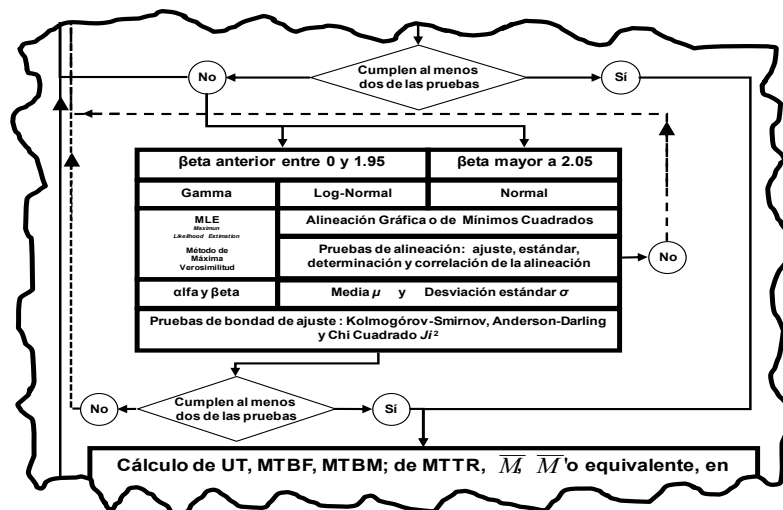 Cumplen al menos
dos de las pruebas
No
Sí
βeta anterior entre 0 y 1.95
βeta mayor a 2.05
Gamma
Log-Normal
Normal
MLE
Maximun
Likelihood Estimation
Método de
Máxima
Verosimilitud
Alineación Gráfica o de Mínimos Cuadrados
Pruebas de alineación: ajuste, estándar,
determinación y correlación de la alineación
No
αlfa y βeta
Media μ y Desviación estándar σ
Pruebas de bondad de ajuste : Kolmogórov-Smirnov, Anderson-Darling
y Chi Cuadrado Ji²
Cumplen al menos
dos de las pruebas
No
Sí
Cálculo de UT, MTBF, MTBM; de MTTR, M̅, M̅'o equivalente, en